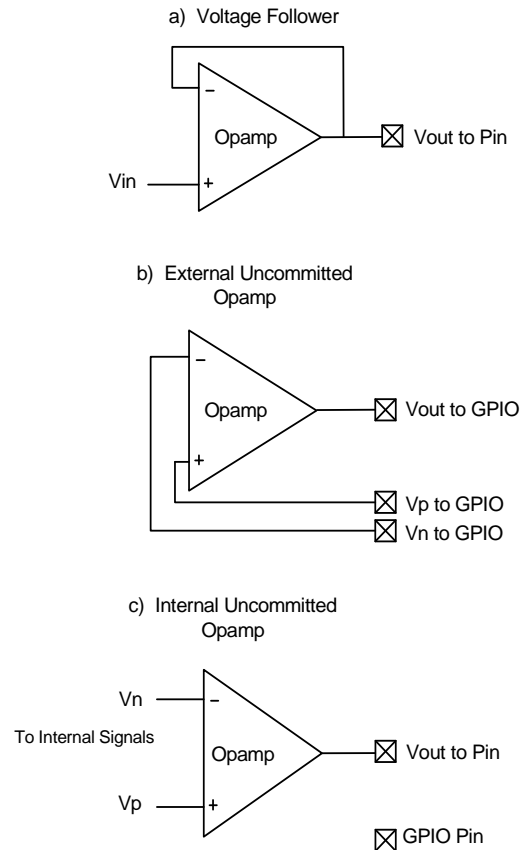 a) Voltage Follower
-
Opamp
Vout to Pin
Vin
+
b) External Uncommitted
Opamp
-
Opamp
Vout to GPIO
+
Vp to GPIO
Vn to GPIO
c) Internal Uncommitted
Opamp
Vn
-
To Internal Signals
Opamp
Vout to Pin
Vp
+
GPIO Pin